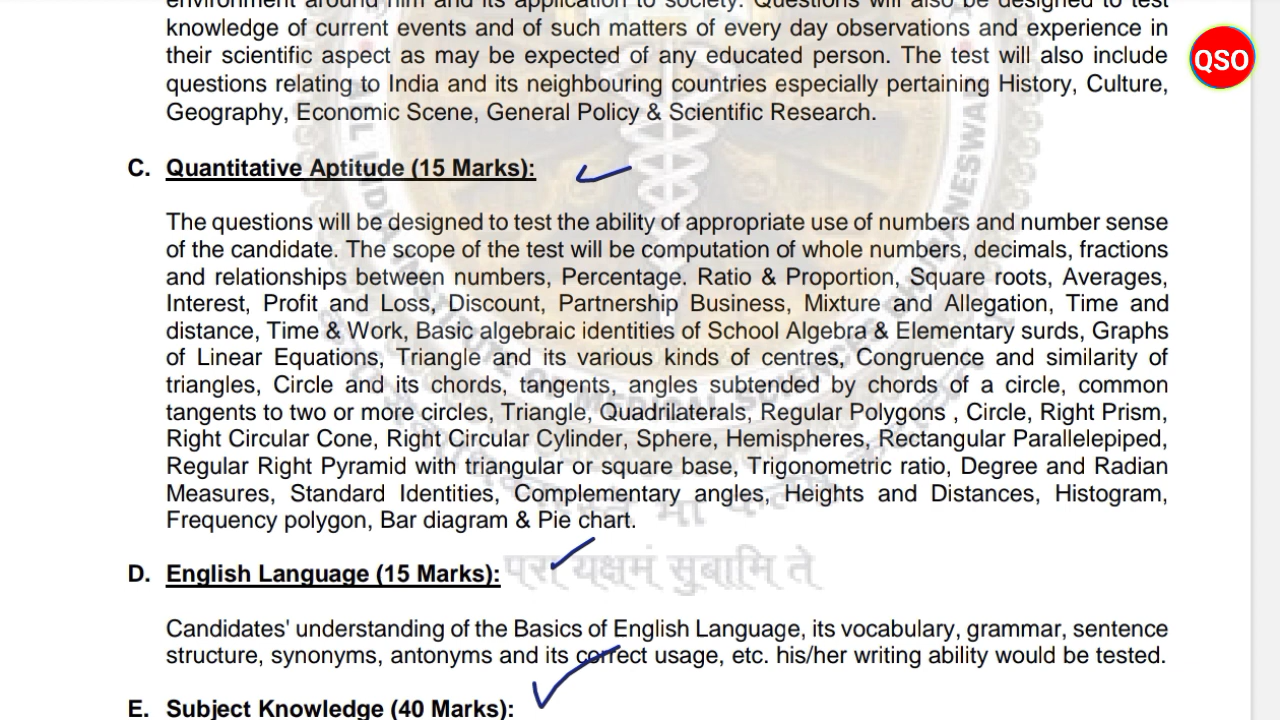 environment around him and its application to society. Questions will also be designed to test
knowledge of current events and of such matters of every day observations and experience in
their scientific aspect as may be expected of any educated person. The test will also include
questions relating to India and its neighbouring countries especially pertaining History, Culture,
Geography, Economic Scene, General Policy & Scientific Research.
QSO
C. Quantitative Aptitude (15 Marks):
The questions will be designed to test the ability of appropriate use of numbers and number sense
of the candidate. The scope of the test will be computation of whole numbers, decimals, fractions
and relationships between numbers, Percentage. Ratio & Proportion, Square roots, Averages,
Interest, Profit and Loss, Discount, Partnership Business, Mixture and Allegation, Time and
distance, Time & Work, Basic algebraic identities of School Algebra & Elementary surds, Graphs
of Linear Equations, Triangle and its various kinds of centres, Congruence and similarity of
triangles, Circle and its chords, tangents, angles subtended by chords of a circle, common
tangents to two or more circles, Triangle, Quadrilaterals, Regular Polygons , Circle, Right Prism,
Right Circular Cone, Right Circular Cylinder, Sphere, Hemispheres, Rectangular Parallelepiped,
Regular Right Pyramid with triangular or square base, Trigonometric ratio, Degree and Radian
Measures, Standard Identities, Complementary angles, Heights and Distances, Histogram,
Frequency polygon, Bar diagram & Pie chart.
D. English Language (15 Marks):
Candidates' understanding of the Basics of English Language, its vocabulary, grammar, sentence
structure, synonyms, antonyms and its correct usage, etc. his/her writing ability would be tested.
E. Subject Knowledge (40 Marks):